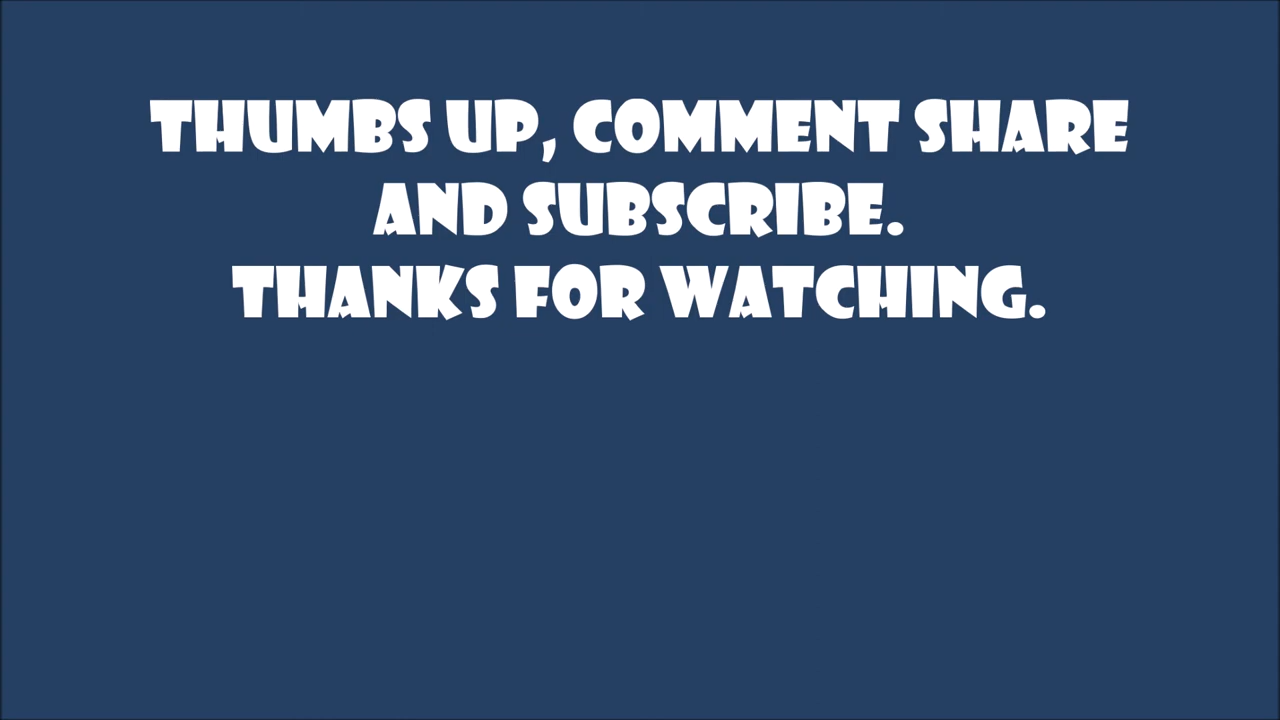 THUMBS UP, COMMENT SHARE
AND SUBSCRIBE.
THANKS FOR WATCHING.